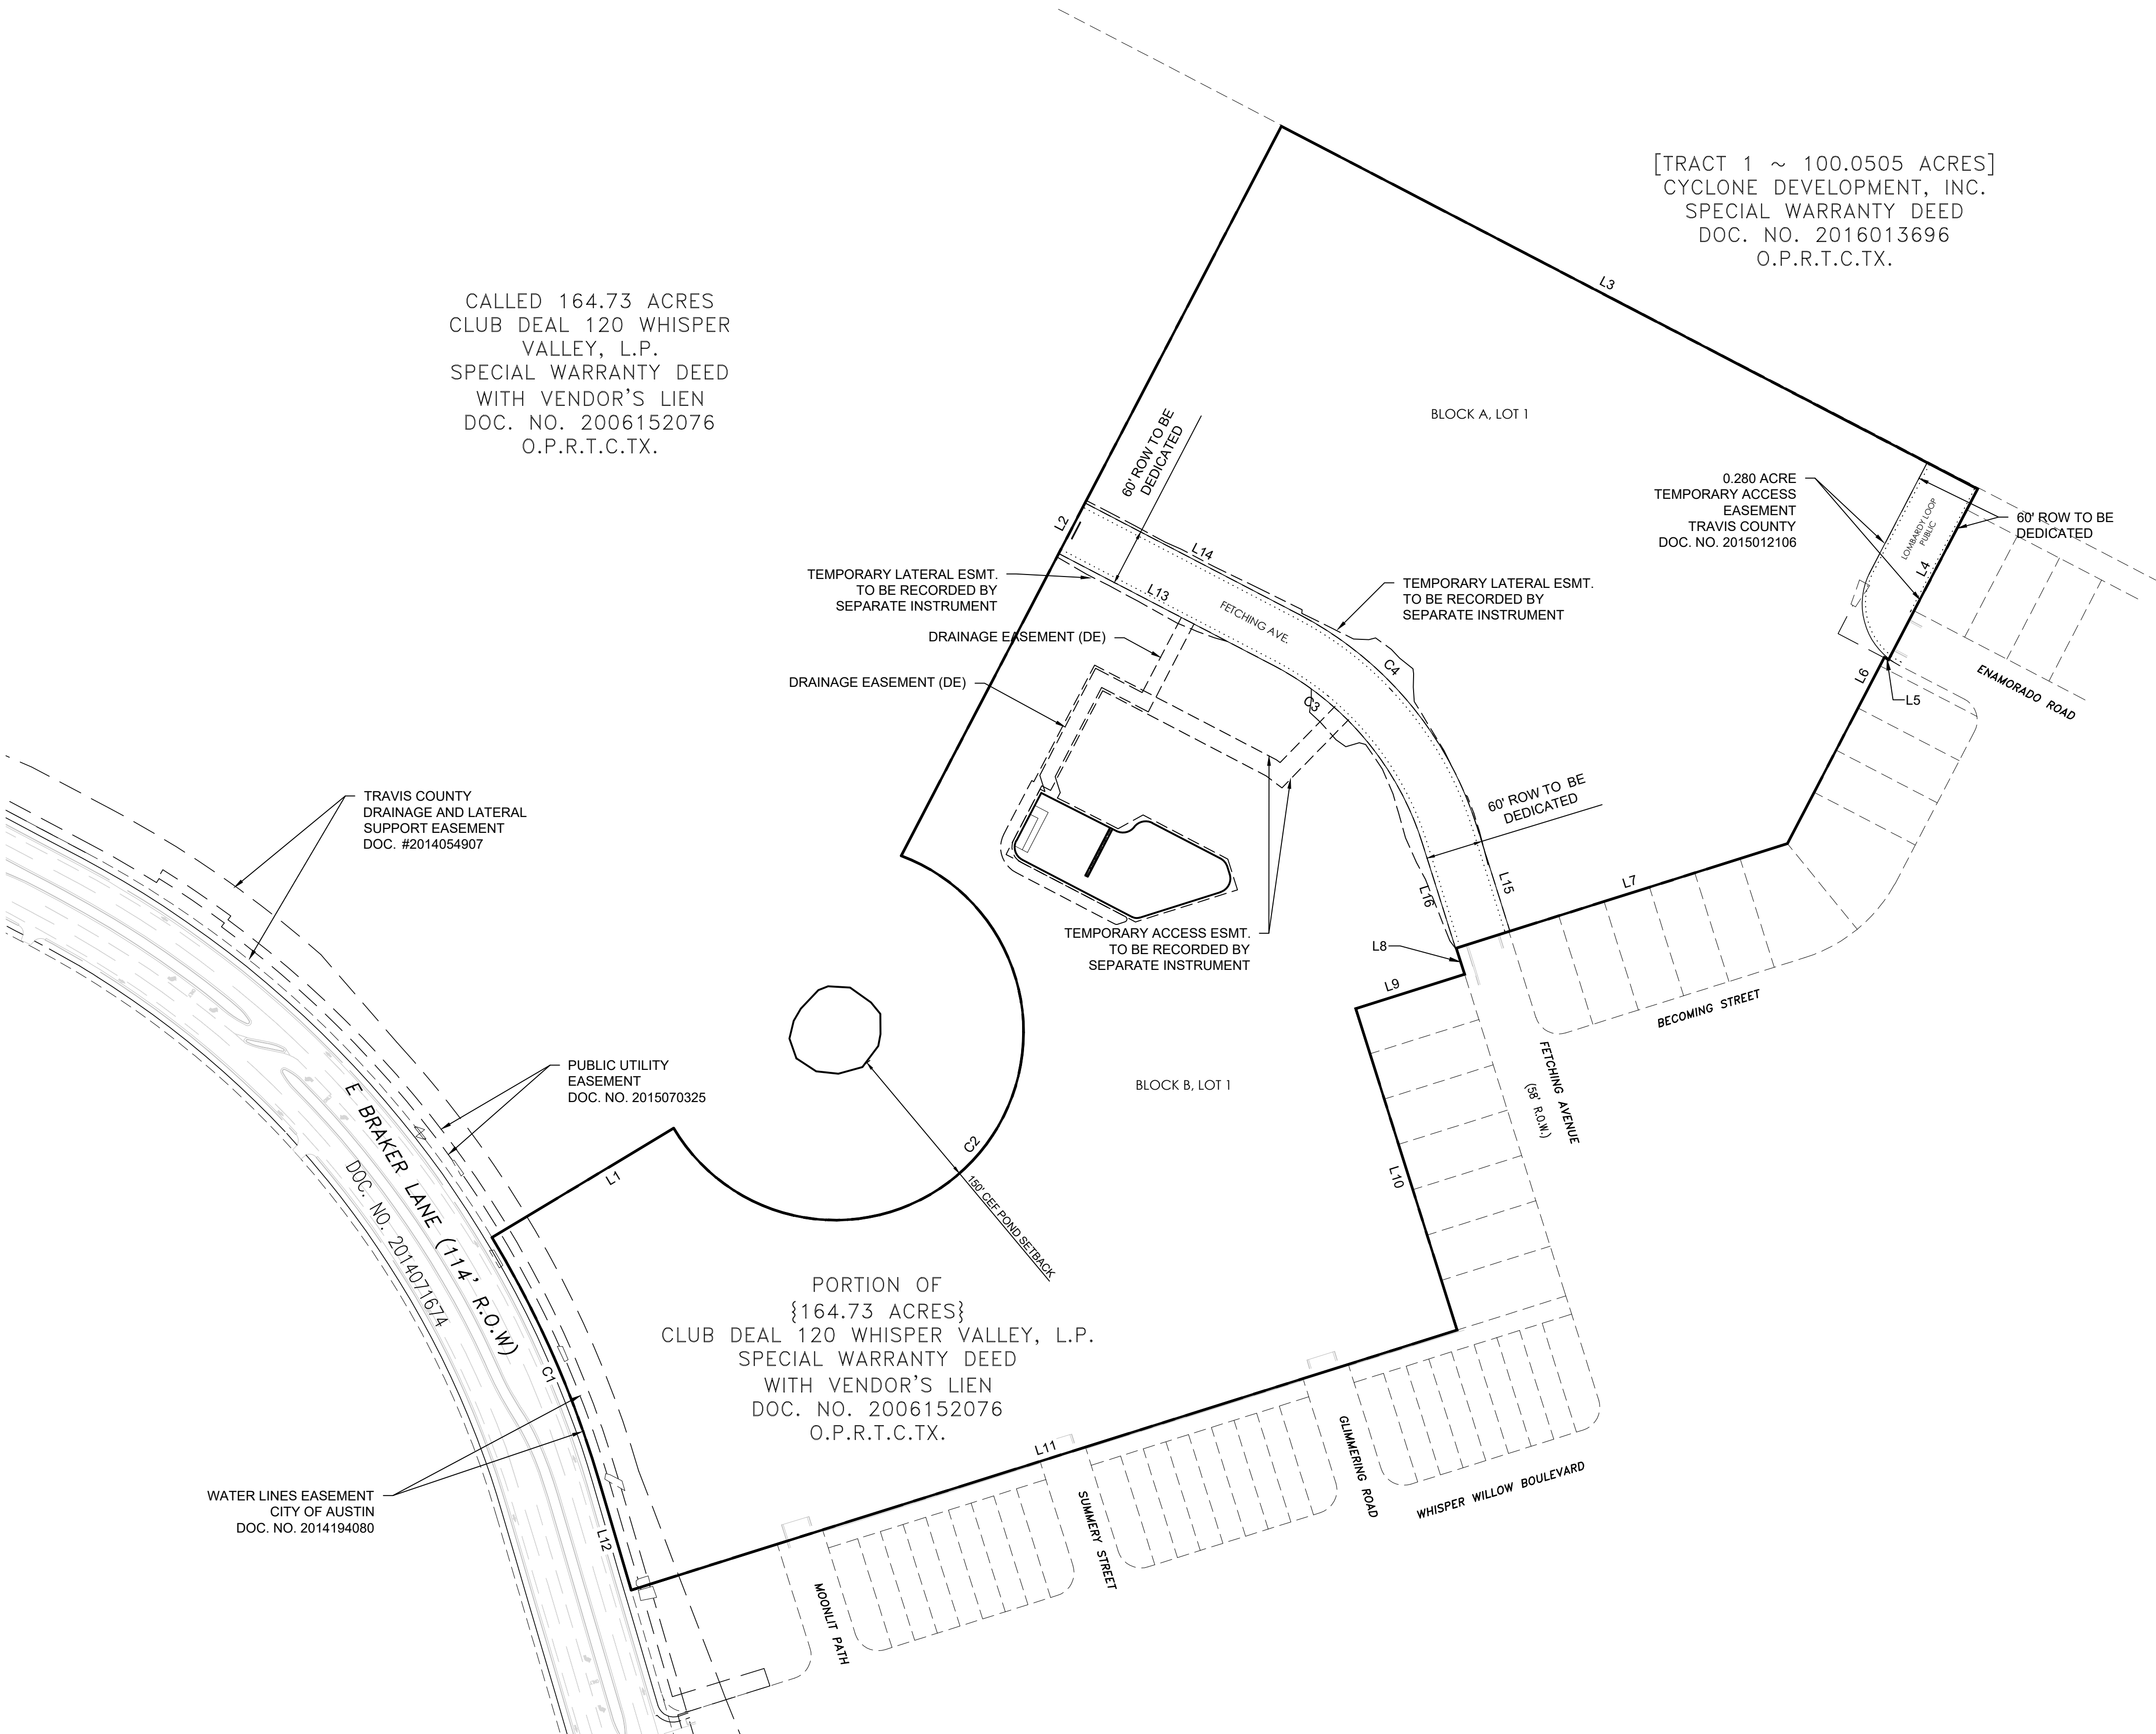 [TRACT 1 ~ 100.0505 ACRES]
CYCLONE DEVELOPMENT, INC.
SPECIAL WARRANTY DEED
DOC. NO. 2016013696
O.P.R.T.C.TX.
L3
CALLED 164.73 ACRES
CLUB DEAL 120 WHISPER
VALLEY, L.P.
SPECIAL WARRANTY DEED
WITH VENDOR'S LIEN
DOC. NO. 2006152076
O.P.R.T.C.TX.
BLOCK A, LOT 1
60' ROW TO BE
DEDICATED
0.280 ACRE
TEMPORARY ACCESS
EASEMENT
TRAVIS COUNTY
DOC. NO. 2015012106
LOMBARDY LOOP
PUBLIC
60' ROW TO BE
DEDICATED
L2
L14
L4
TEMPORARY LATERAL ESMT.
TO BE RECORDED BY
SEPARATE INSTRUMENT
L13
FETCHING AVE.
TEMPORARY LATERAL ESMT.
TO BE RECORDED BY
SEPARATE INSTRUMENT
DRAINAGE EASEMENT (DE)
DRAINAGE EASEMENT (DE)
C4
C3
L6
L5
ENAMORADO ROAD
TRAVIS COUNTY
DRAINAGE AND LATERAL
SUPPORT EASEMENT
DOC. #2014054907
60' ROW TO BE
DEDICATED
L7
L15
L16
TEMPORARY ACCESS ESMT.
TO BE RECORDED BY
SEPARATE INSTRUMENT
L8
L9
BECOMING STREET
FETCHING AVENUE
(58' R.O.W.)
PUBLIC UTILITY
EASEMENT
DOC. NO. 2015070325
BLOCK B, LOT 1
C2
150' CEF POND SETBACK
L1
L10
E BRAKER LANE (114' R.O.W)
DOC. NO. 2014071674
PORTION OF
{164.73 ACRES}
CLUB DEAL 120 WHISPER VALLEY, L.P.
SPECIAL WARRANTY DEED
WITH VENDOR'S LIEN
DOC. NO. 2006152076
O.P.R.T.C.TX.
C1
WATER LINES EASEMENT
CITY OF AUSTIN
DOC. NO. 2014194080
L12
L11
GLIMMERING ROAD
WHISPER WILLOW BOULEVARD
SUMMERY STREET
MOONLIT PATH